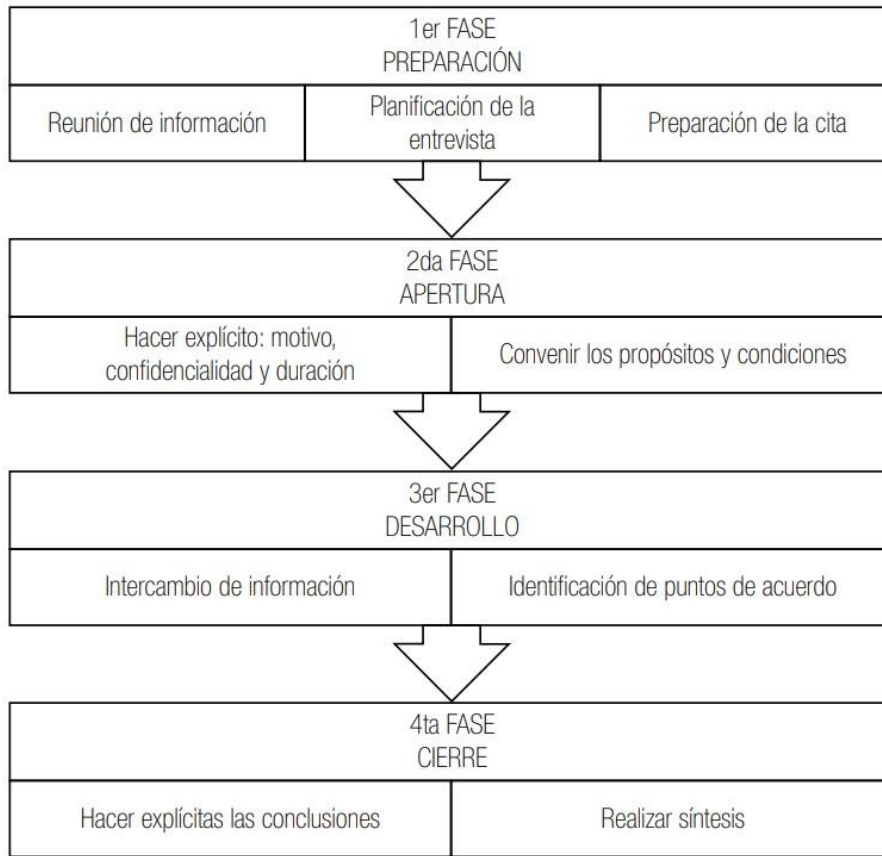 1er FASE
PREPARACIÓN
Reunión de información
Planificación de la
entrevista
Preparación de la cita
2da FASE
APERTURA
Hacer explícito: motivo,
confidencialidad y duración
Convenir los propósitos y condiciones
3er FASE
DESARROLLO
Intercambio de información
Identificación de puntos de acuerdo
4ta FASE
CIERRE
Hacer explícitas las conclusiones
Realizar síntesis